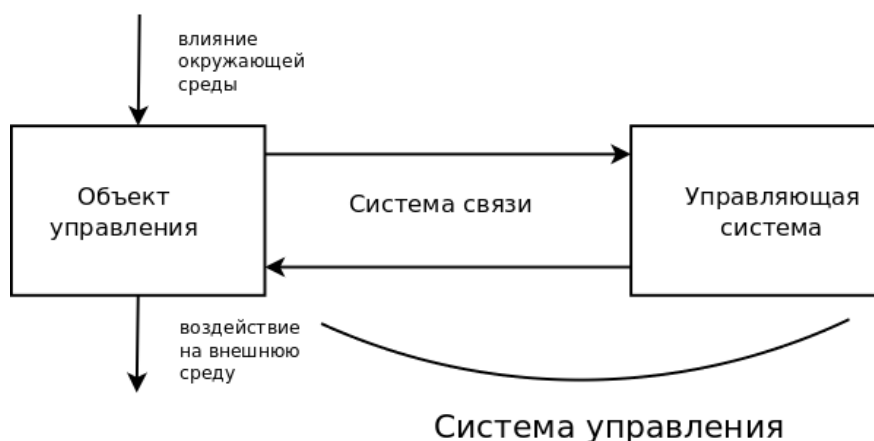 влияние
окружающей
среды
Объект
управления
Система связи
Управляющая
система
воздействие
на внешнюю
среду
Система управления